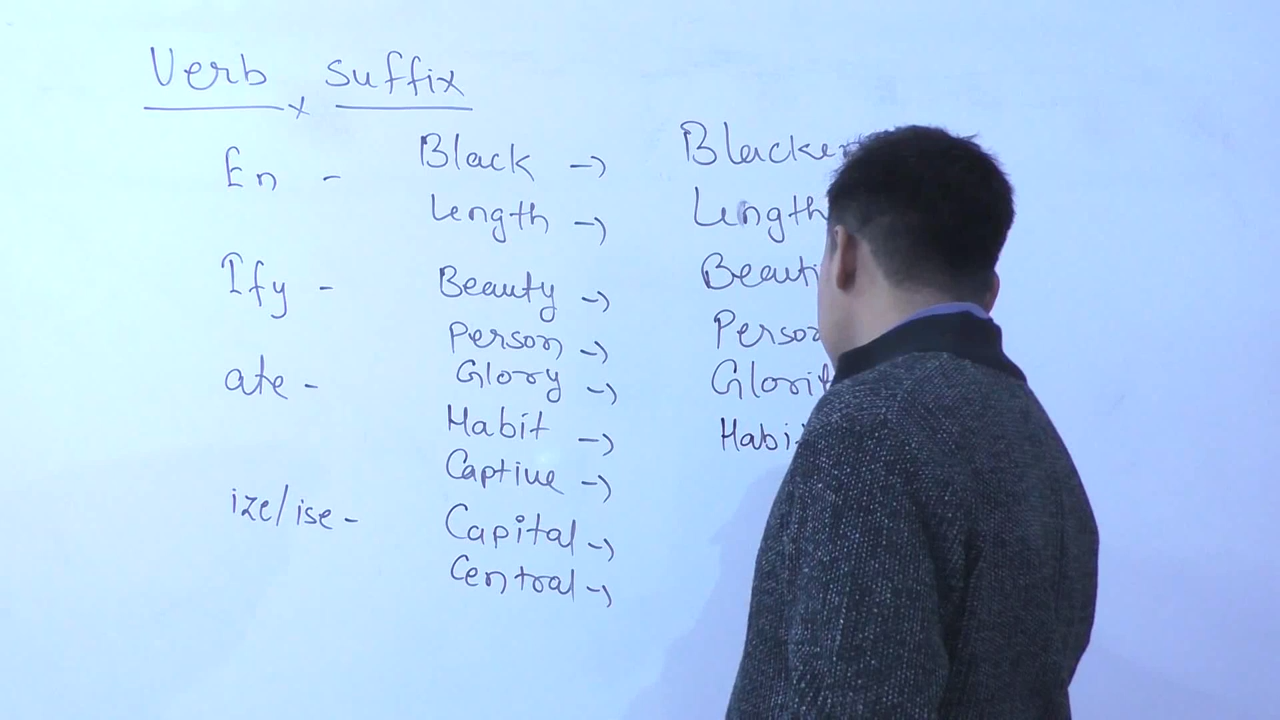 Verb suffix
En - Black → Blacke
Length → Length
Ify - Beauty → Beauti
Person → Person
ate - Glory → Glorif
Habit → Habi
Captive →
ize/ise - Capital →
Central →